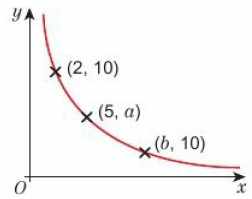 y
(2, 10)
(5, a)
(b, 10)
O
x